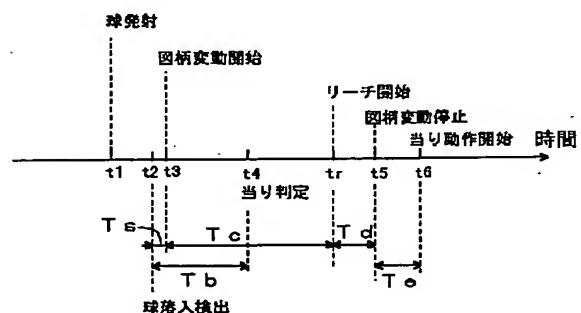 球発射
図柄変動開始
リーチ開始
図柄変動停止
当り動作開始
時間
t1 t2 t3 t4 tr t5 t6
当り判定
Ta Tc Td
Tb Te
球落入検出